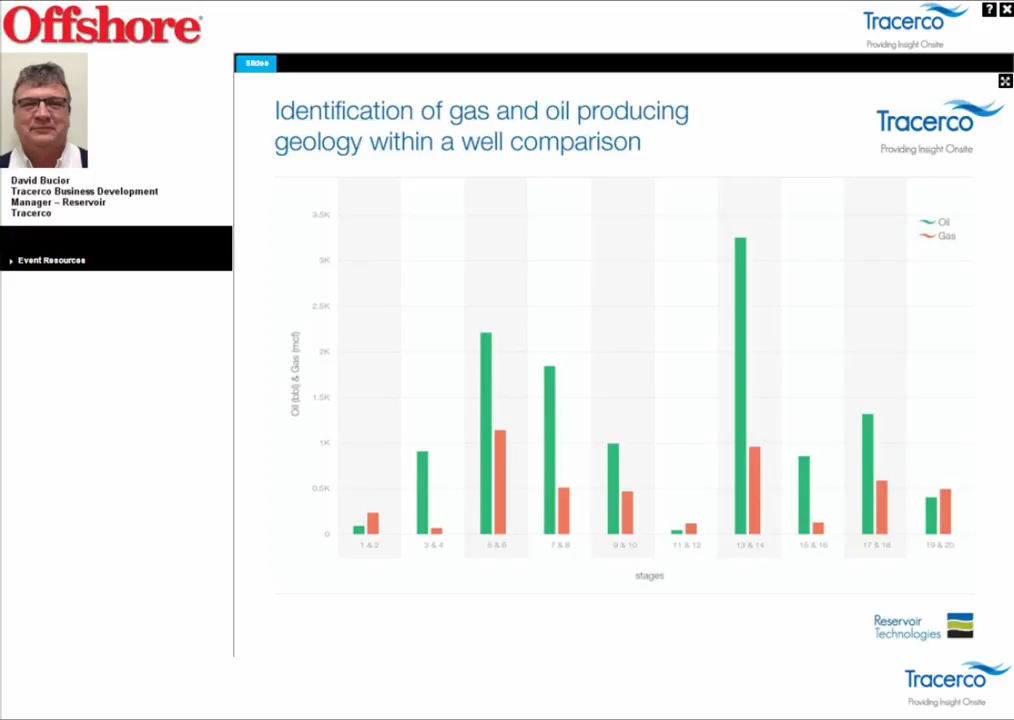 Offshore
Tracerco
Providing Insight Onsite
?
Slides
David Bucior
Tracerco Business Development
Manager – Reservoir
Tracerco
Event Resources
Identification of gas and oil producing
geology within a well comparison
Tracerco
Providing Insight Onsite
Oil
Gas
Oil (bbl) & Gas (mcf)
3.5K
3K
2.5K
2K
1.5K
1K
0.5K
0
1 & 2
3 & 4
5 & 6
7 & 8
9 & 10
11 & 12
13 & 14
15 & 16
17 & 18
19 & 20
stages
Reservoir
Technologies
Tracerco
Providing Insight Onsite